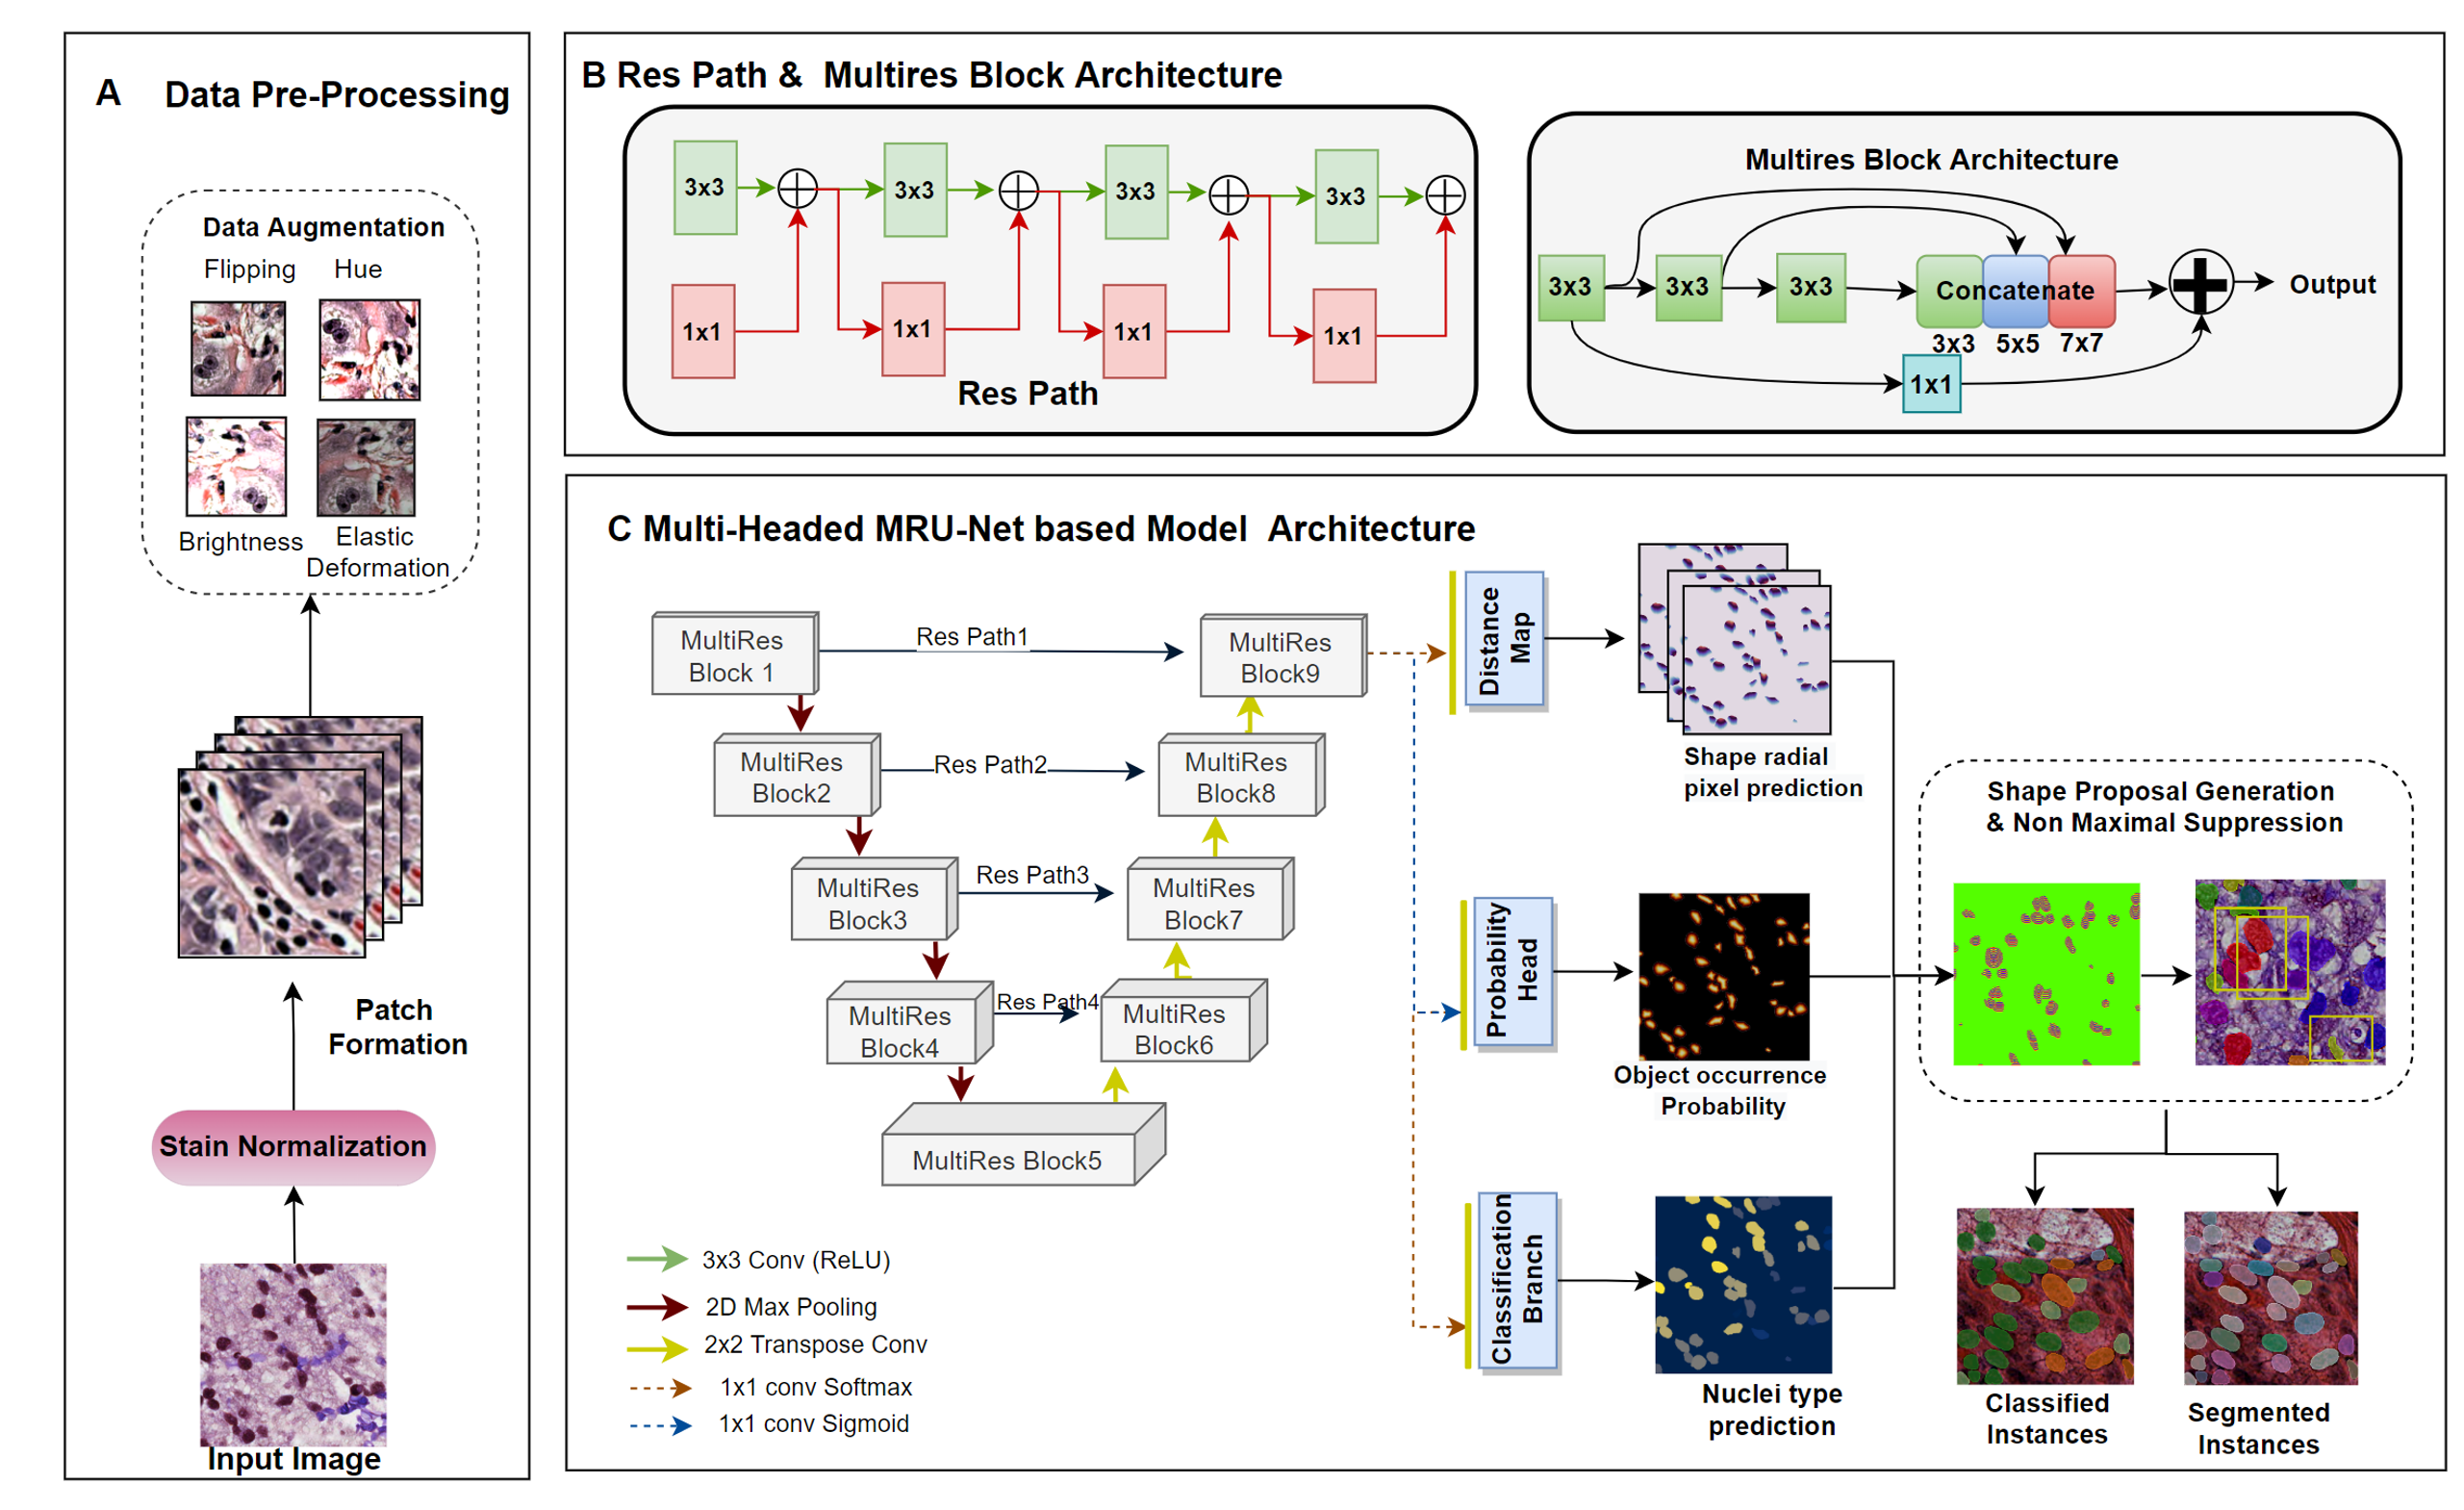 A Data Pre-Processing
Data Augmentation
Flipping Hue
Brightness Elastic
Deformation
Patch
Formation
Stain Normalization
Input Image
B Res Path & Multires Block Architecture
3x3 3x3 3x3 3x3
1x1 1x1 1x1 1x1
Res Path
Multires Block Architecture
3x3 3x3 3x3 Concatenate Output
3x3 5x5 7x7
1x1
C Multi-Headed MRU-Net based Model Architecture
MultiRes
Block 1
Res Path1
MultiRes
Block9
MultiRes
Block2
Res Path2
MultiRes
Block8
MultiRes
Block3
Res Path3
MultiRes
Block7
MultiRes
Block4
Res Path4
MultiRes
Block6
MultiRes Block5
3x3 Conv (ReLU)
2D Max Pooling
2x2 Transpose Conv
1x1 conv Softmax
1x1 conv Sigmoid
Distance
Map
Shape radial
pixel prediction
Probability
Head
Object occurrence
Probability
Classification
Branch
Nuclei type
prediction
Shape Proposal Generation
& Non Maximal Suppression
Classified
Instances
Segmented
Instances